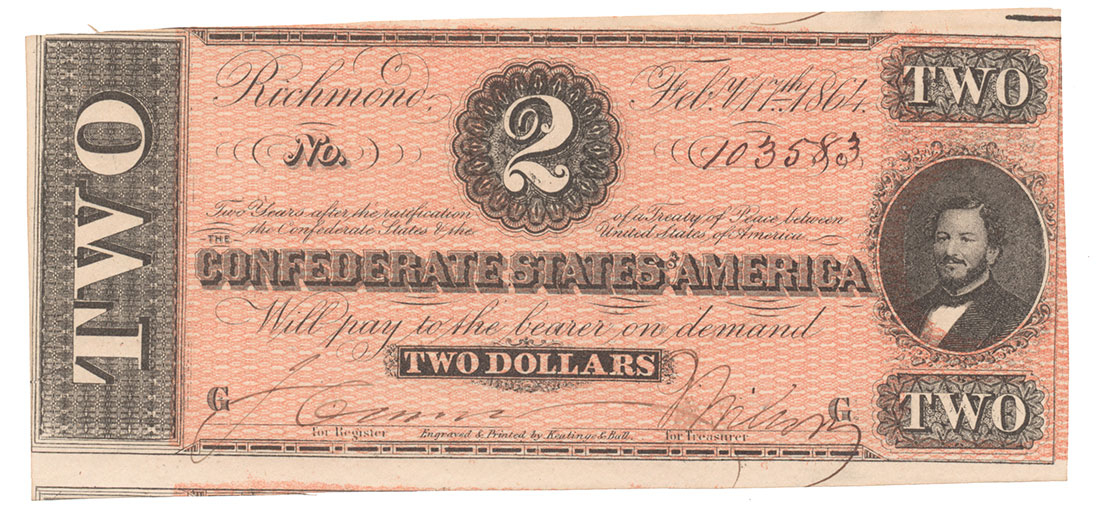 TWO
Richmond, 2 Feb.y 17th 1864.
TWO
No. 103583
Two Years after the ratification of a Treaty of Peace between
the Confederate States & the United States of America
THE
CONFEDERATE STATES OF AMERICA
Will pay to the bearer on demand
TWO DOLLARS
TWO
G G
for Register Engraved & Printed by Keatinge & Ball. for Treasurer